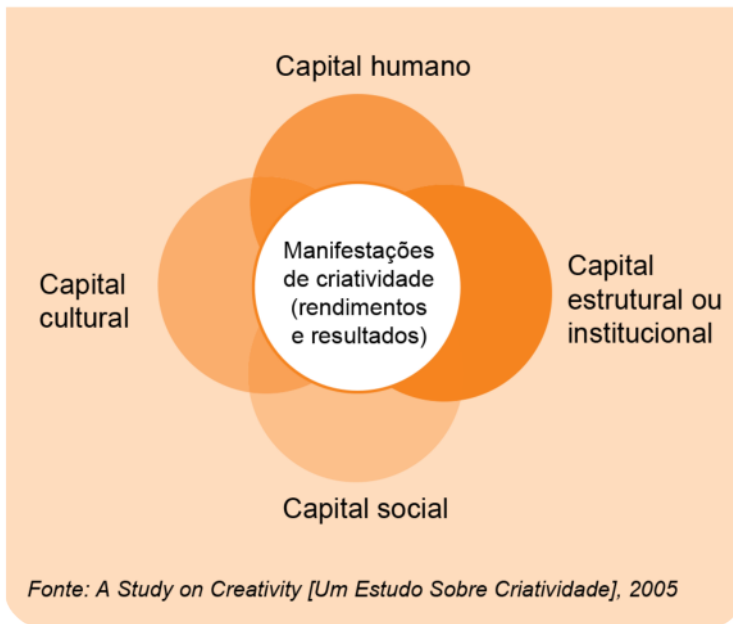 Capital humano
Manifestações
de criatividade
(rendimentos
e resultados)
Capital
cultural
Capital
estrutural ou
institucional
Capital social
Fonte: A Study on Creativity [Um Estudo Sobre Criatividade], 2005